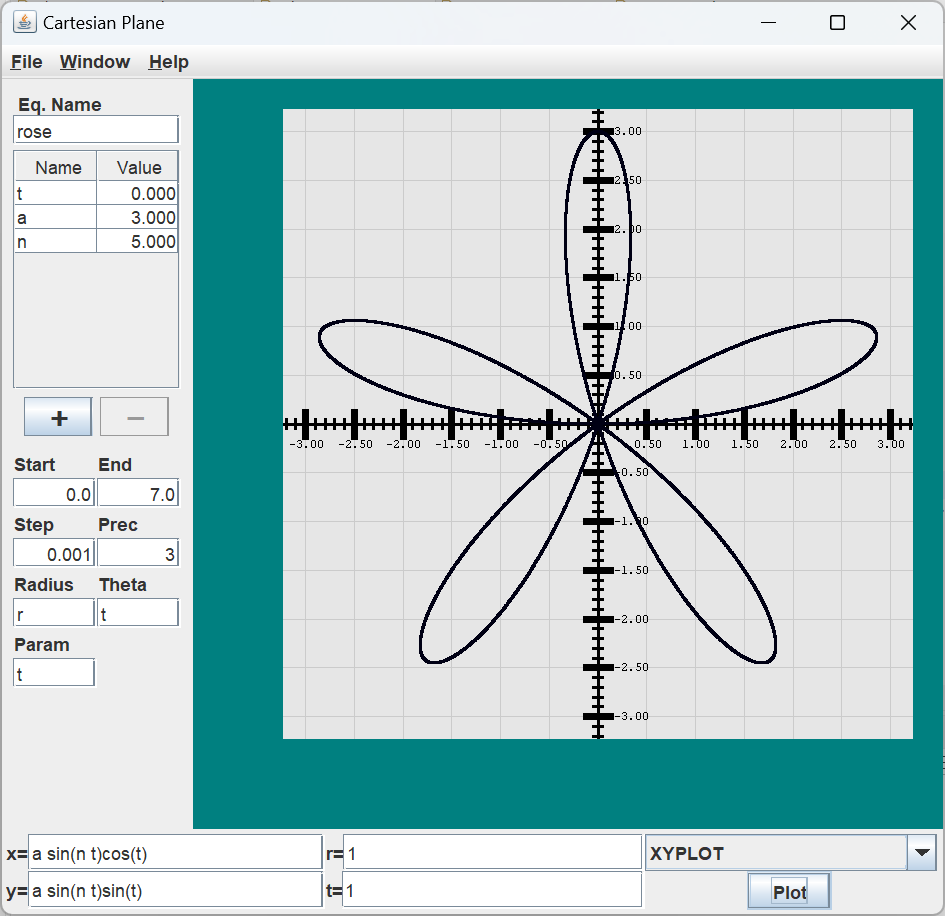 Cartesian Plane
File Window Help
Eq. Name
rose
Name Value
t 0.000
a 3.000
n 5.000
+ −
Start End
0.0 7.0
Step Prec
0.001 3
Radius Theta
r t
Param
t
3.00
2.50
2.00
1.50
1.00
0.50
-3.00 -2.50 -2.00 -1.50 -1.00 -0.50 0.50 1.00 1.50 2.00 2.50 3.00
-0.50
-1.00
-1.50
-2.00
-2.50
-3.00
x= a sin(n t)cos(t) r= 1 XYPLOT
y= a sin(n t)sin(t) t= 1 Plot